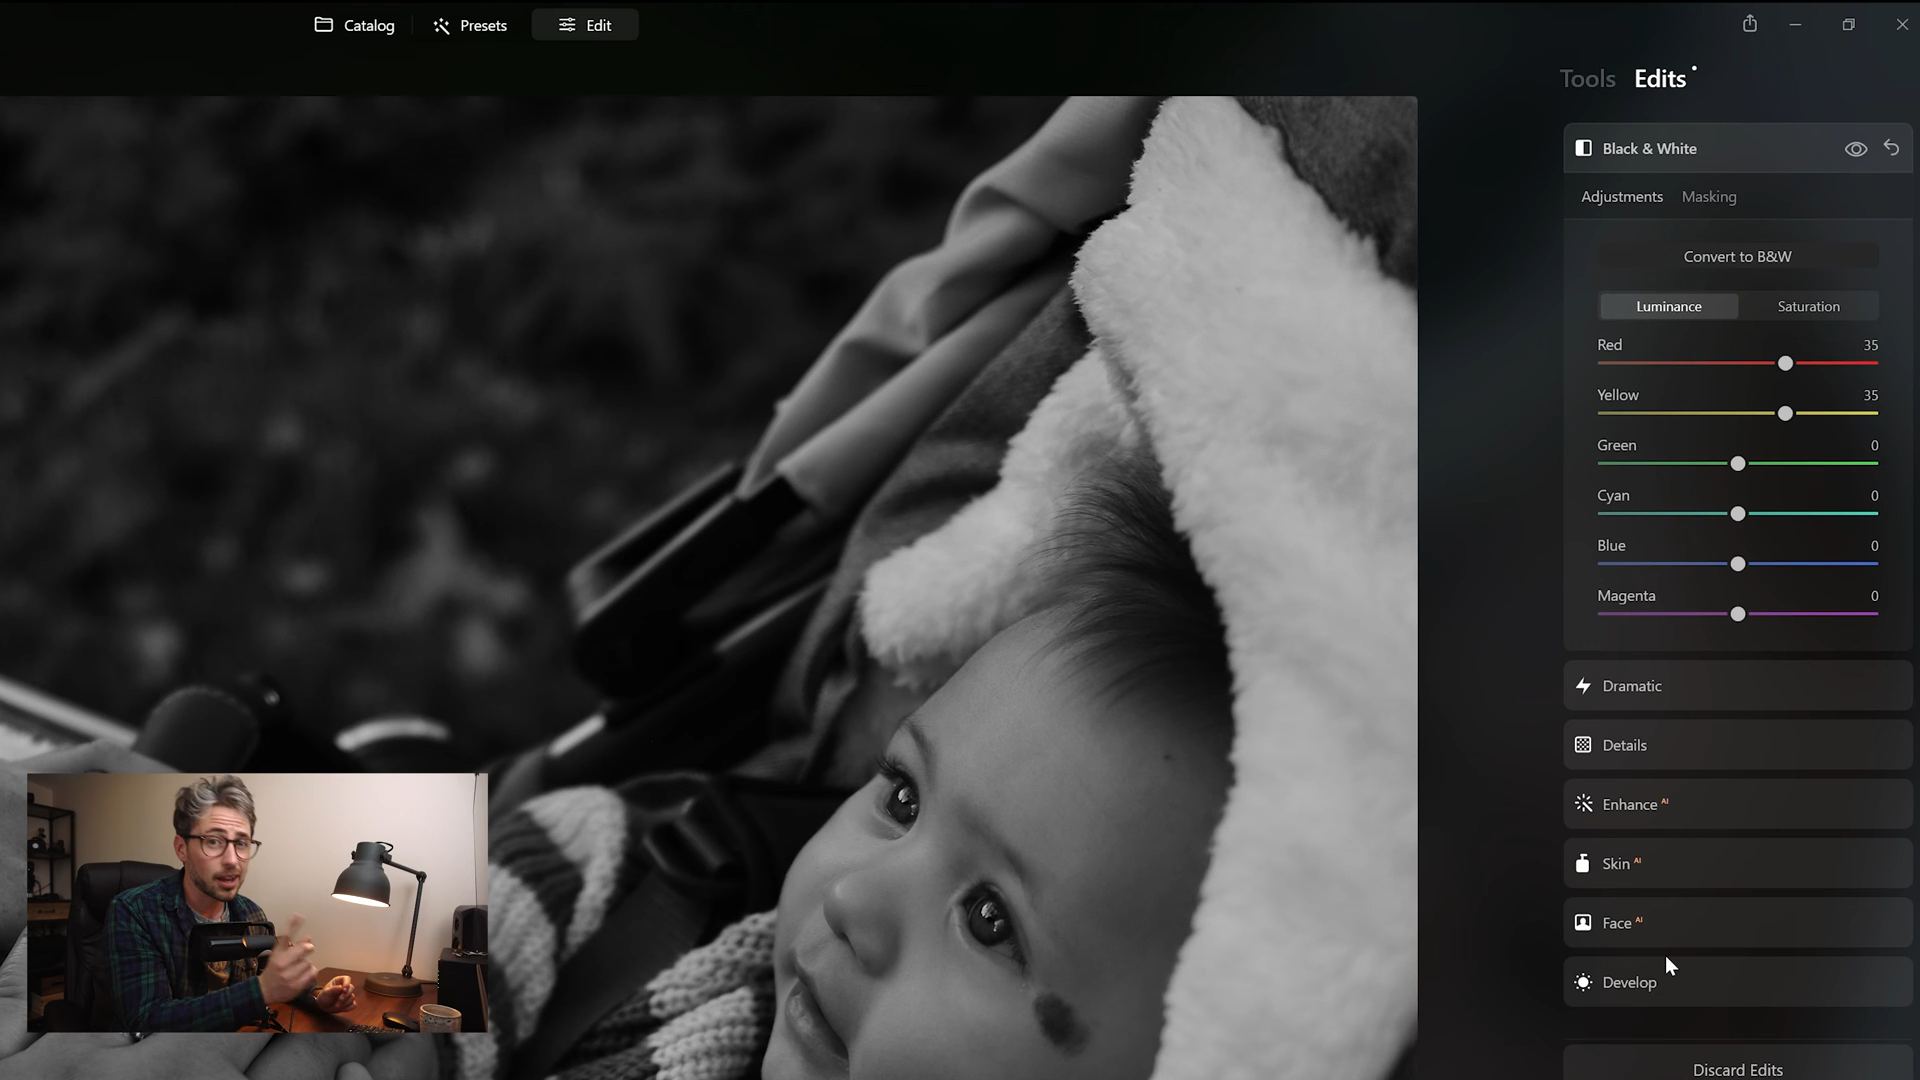 Catalog
Presets
Edit
Tools
Edits
Black & White
Adjustments
Masking
Convert to B&W
Luminance
Saturation
Red 35
Yellow 35
Green 0
Cyan 0
Blue 0
Magenta 0
Dramatic
Details
Enhance AI
Skin AI
Face AI
Develop
Discard Edits